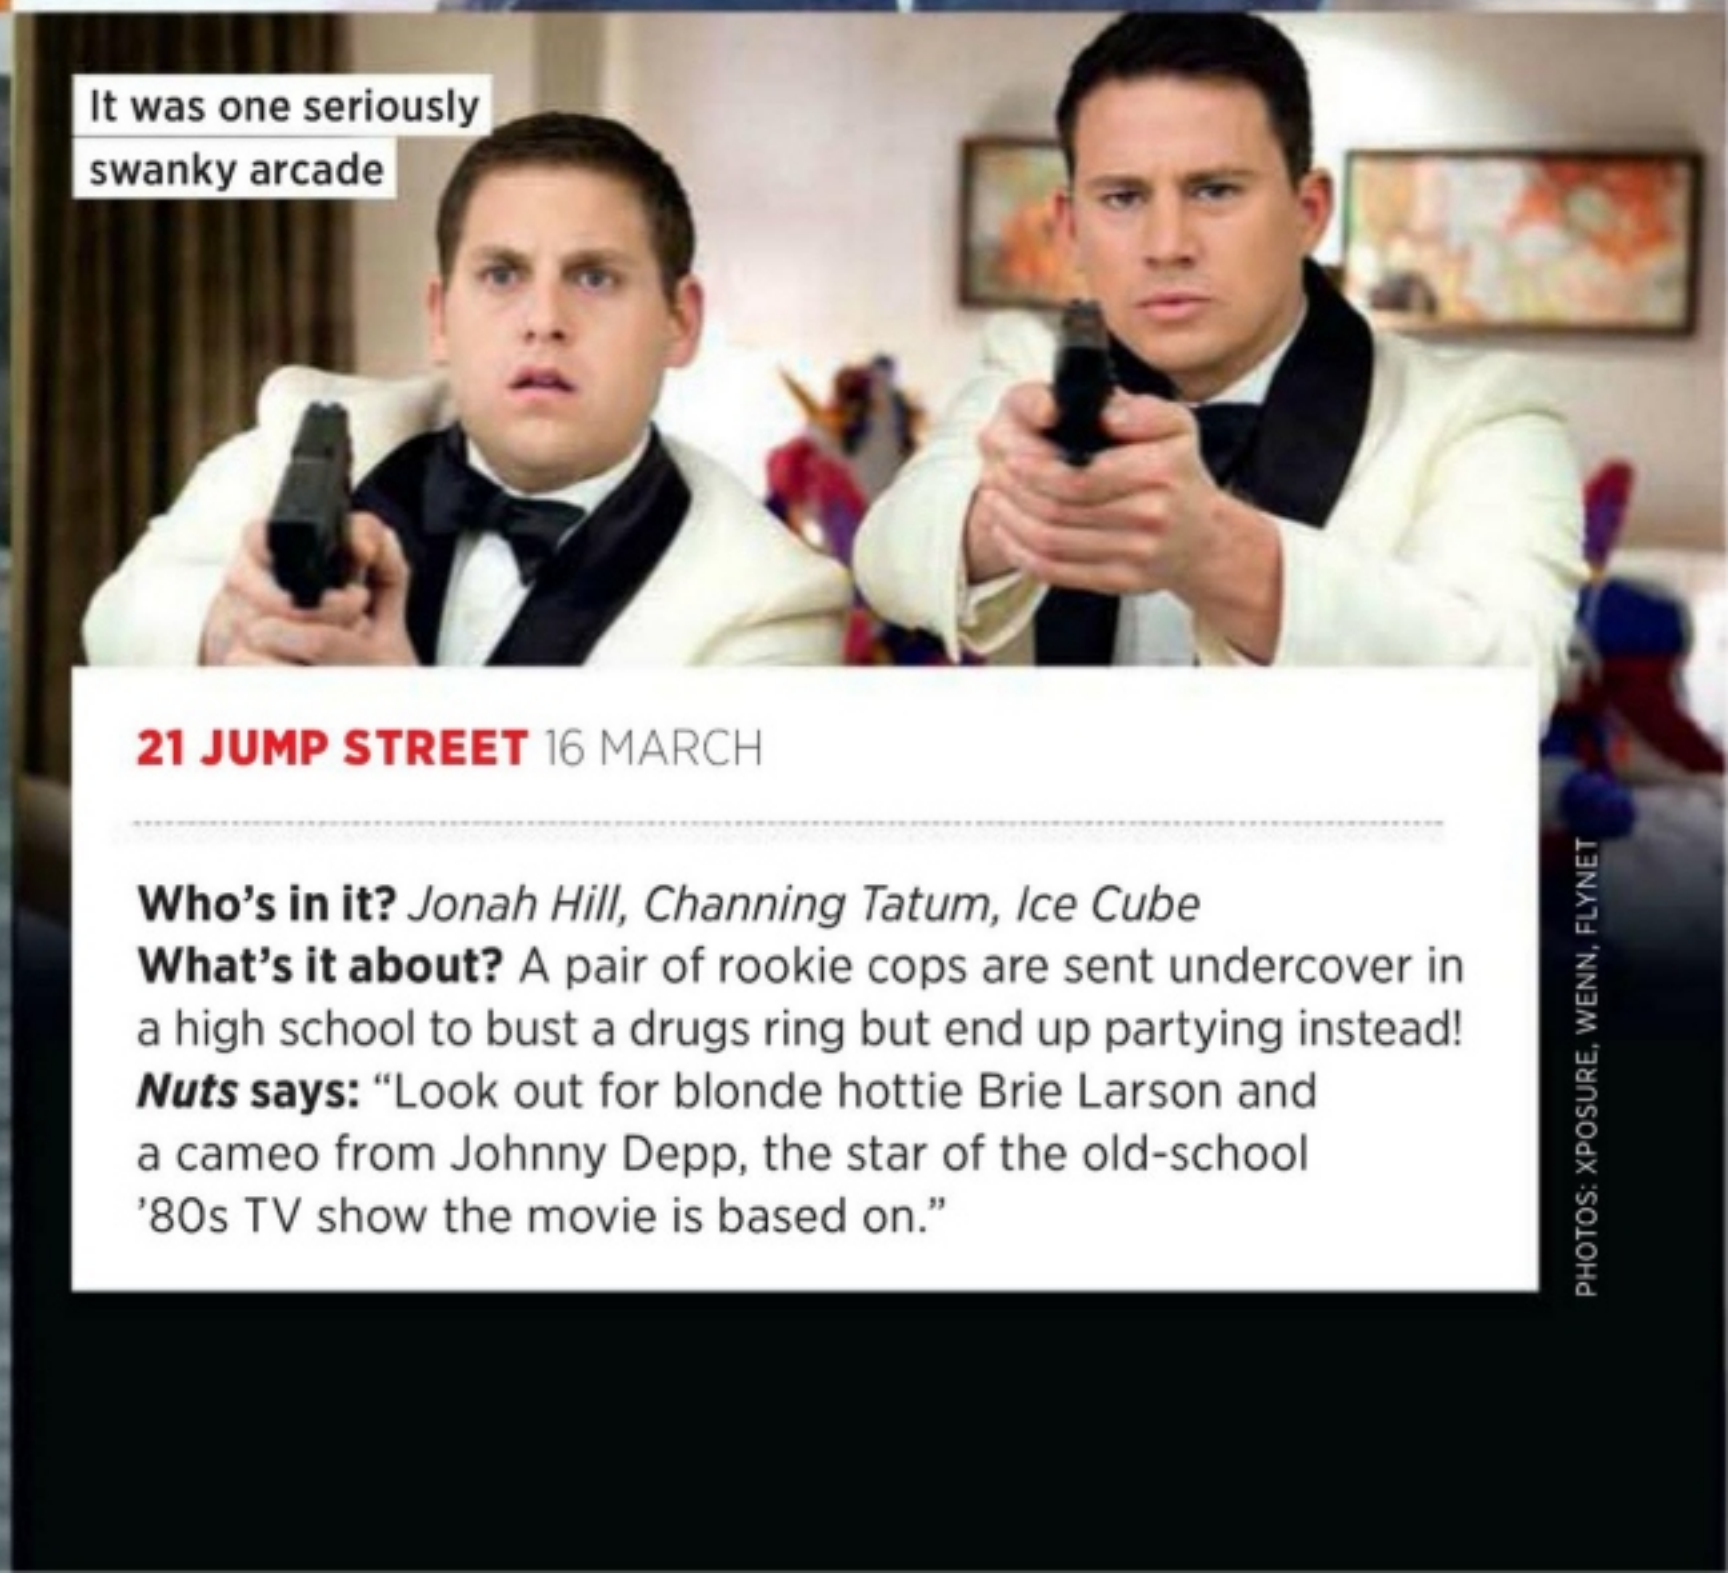 It was one seriously
swanky arcade
21 JUMP STREET 16 MARCH
Who's in it? Jonah Hill, Channing Tatum, Ice Cube
What's it about? A pair of rookie cops are sent undercover in
a high school to bust a drugs ring but end up partying instead!
Nuts says: “Look out for blonde hottie Brie Larson and
a cameo from Johnny Depp, the star of the old-school
’80s TV show the movie is based on.”
PHOTOS: XPOSURE, WENN, FLYNET